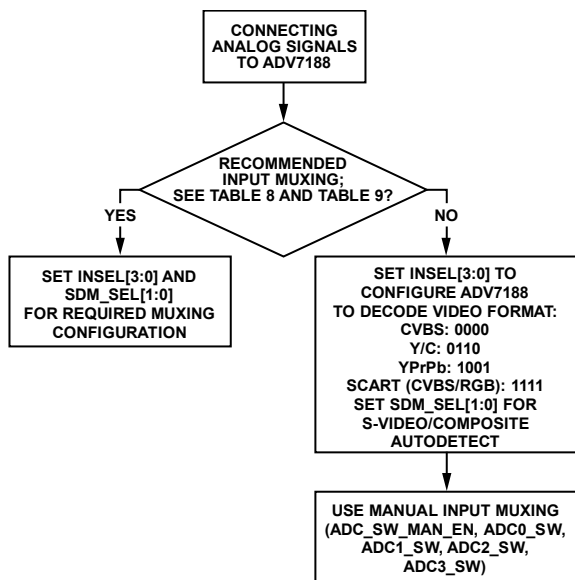 CONNECTING
ANALOG SIGNALS
TO ADV7188
RECOMMENDED
INPUT MUXING;
SEE TABLE 8 AND TABLE 9?
YES
NO
SET INSEL[3:0] AND
SDM_SEL[1:0]
FOR REQUIRED MUXING
CONFIGURATION
SET INSEL[3:0] TO
CONFIGURE ADV7188
TO DECODE VIDEO FORMAT:
CVBS: 0000
Y/C: 0110
YPrPb: 1001
SCART (CVBS/RGB): 1111
SET SDM_SEL[1:0] FOR
S-VIDEO/COMPOSITE
AUTODETECT
USE MANUAL INPUT MUXING
(ADC_SW_MAN_EN, ADC0_SW,
ADC1_SW, ADC2_SW,
ADC3_SW)